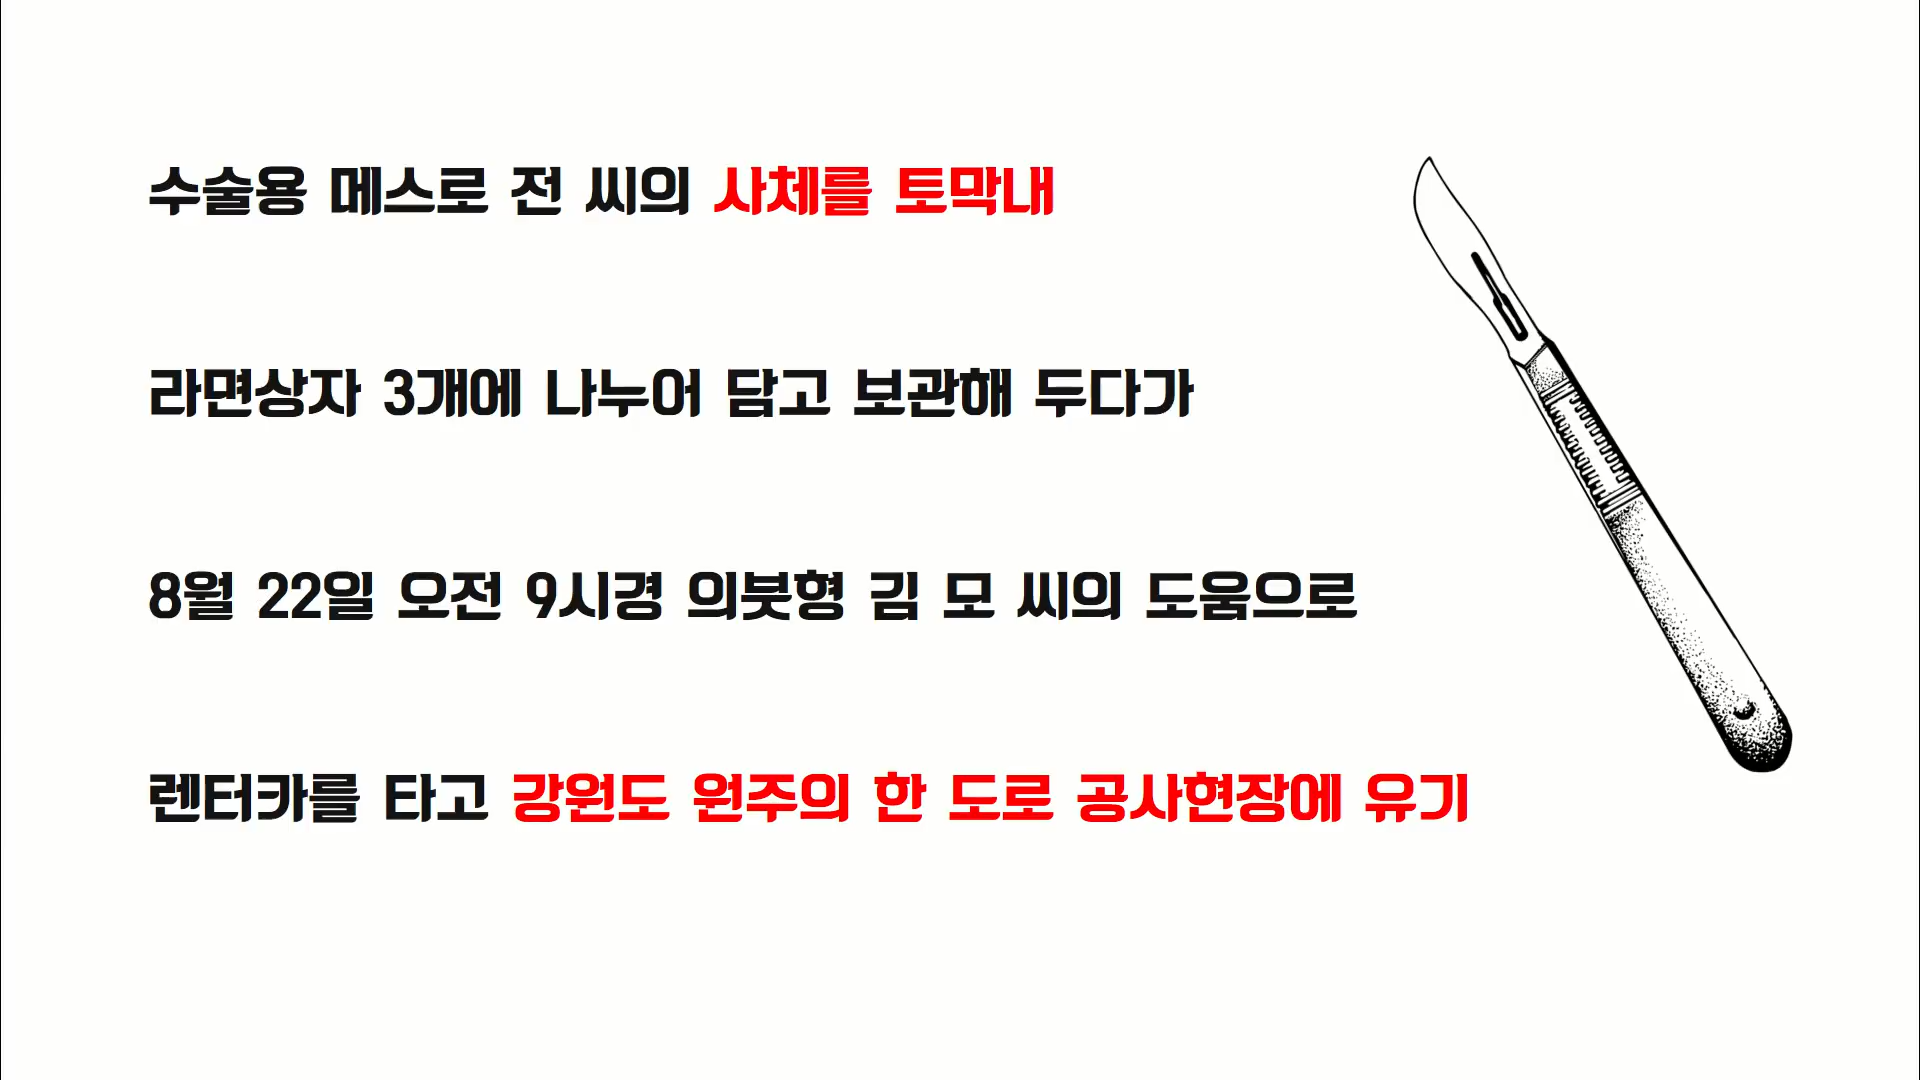 수술용 메스로 전 씨의 사체를 토막내
라면상자 3개에 나누어 담고 보관해 두다가
8월 22일 오전 9시경 의붓형 김 모 씨의 도움으로
렌터카를 타고 강원도 원주의 한 도로 공사현장에 유기